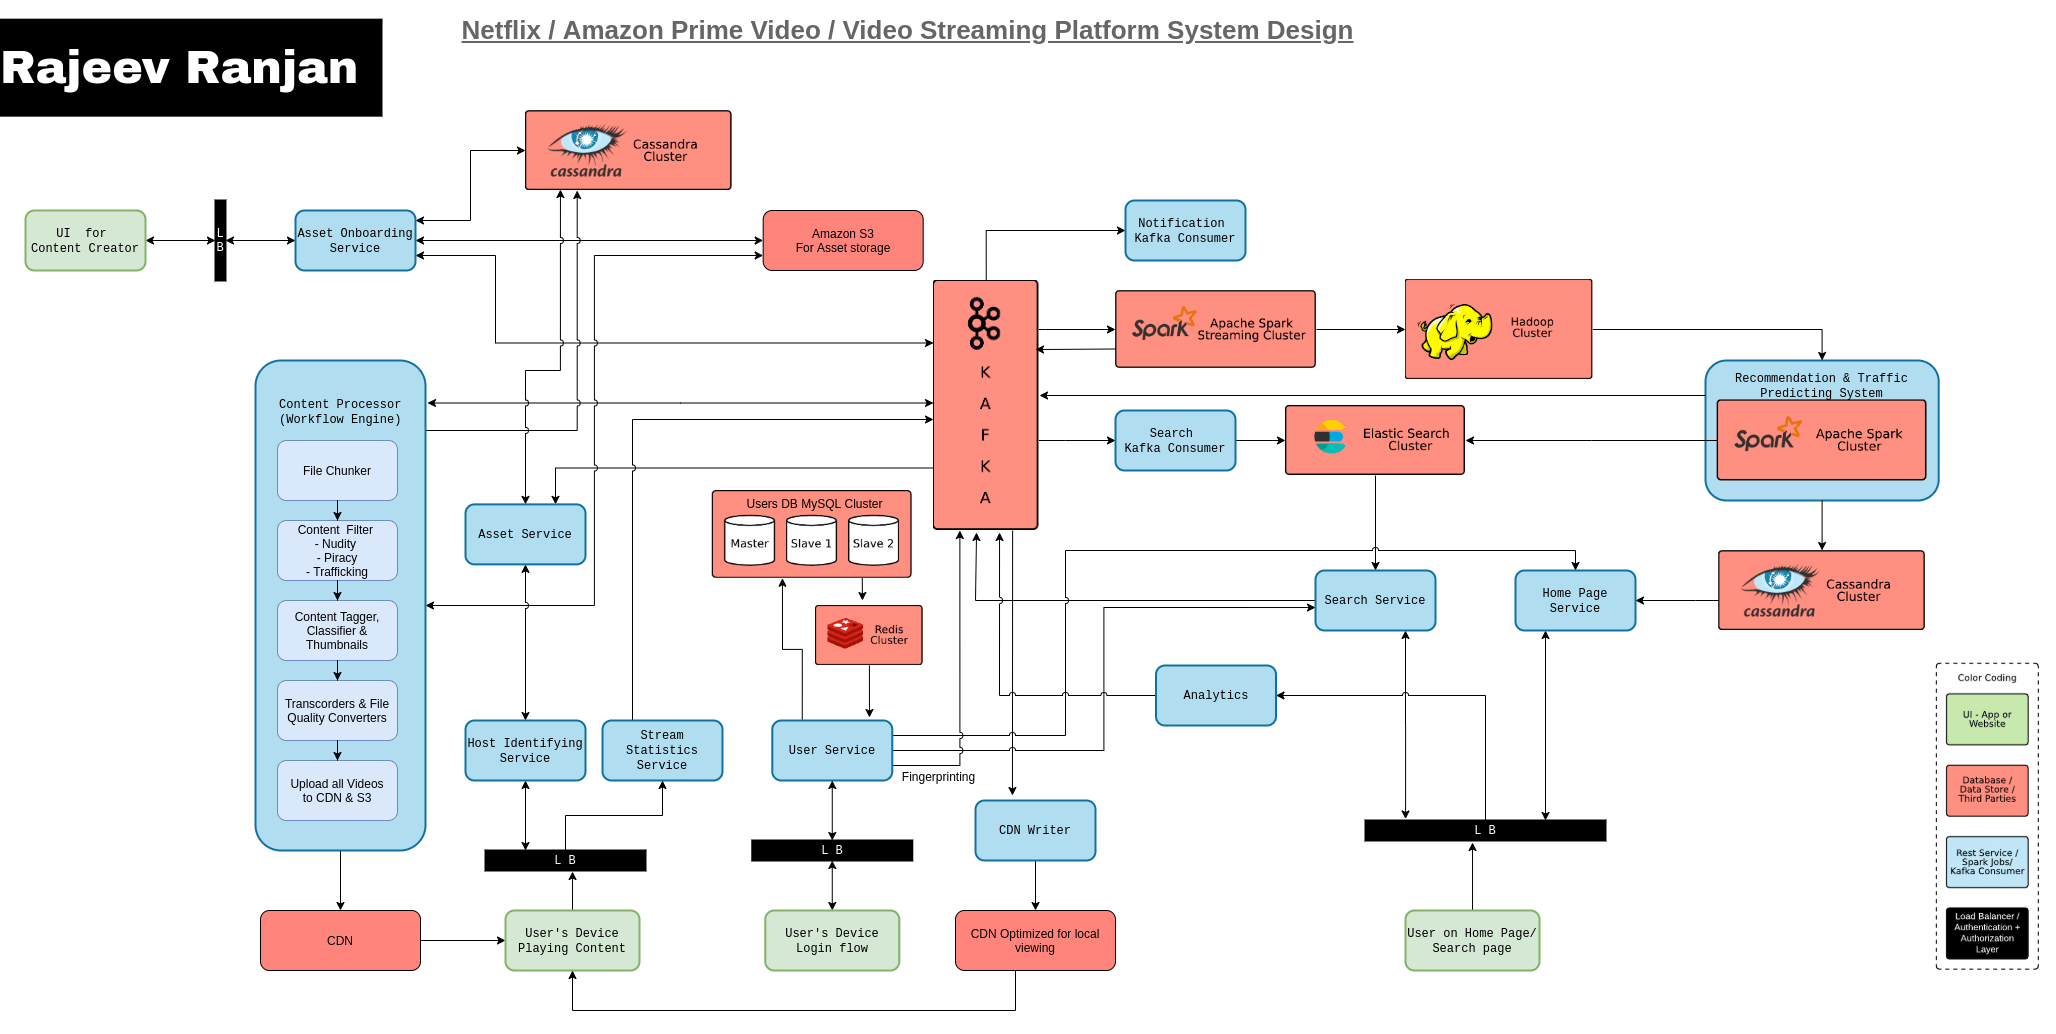 Netflix / Amazon Prime Video / Video Streaming Platform System Design
Rajeev Ranjan
cassandra
Cassandra
Cluster
UI for
Content Creator
L
B
Asset Onboarding
Service
Amazon S3
For Asset storage
Notification
Kafka Consumer
K
A
F
K
A
Spark
Apache Spark
Streaming Cluster
Hadoop
Cluster
Recommendation & Traffic
Predicting System
Spark
Apache Spark
Cluster
Search
Kafka Consumer
Elastic Search
Cluster
Content Processor
(Workflow Engine)
File Chunker
Content Filter
- Nudity
- Piracy
- Trafficking
Content Tagger,
Classifier &
Thumbnails
Transcorders & File
Quality Converters
Upload all Videos
to CDN & S3
Asset Service
Users DB MySQL Cluster
Master
Slave 1
Slave 2
Redis
Cluster
Search Service
Home Page
Service
cassandra
Cassandra
Cluster
Analytics
Host Identifying
Service
Stream
Statistics
Service
User Service
Fingerprinting
CDN Writer
L B
L B
L B
CDN
User's Device
Playing Content
User's Device
Login flow
CDN Optimized for local
viewing
User on Home Page/
Search page
Color Coding
UI - App or
Website
Database /
Data Store /
Third Parties
Rest Service /
Spark Jobs/
Kafka Consumer
Load Balancer /
Authentication +
Authorization
Layer